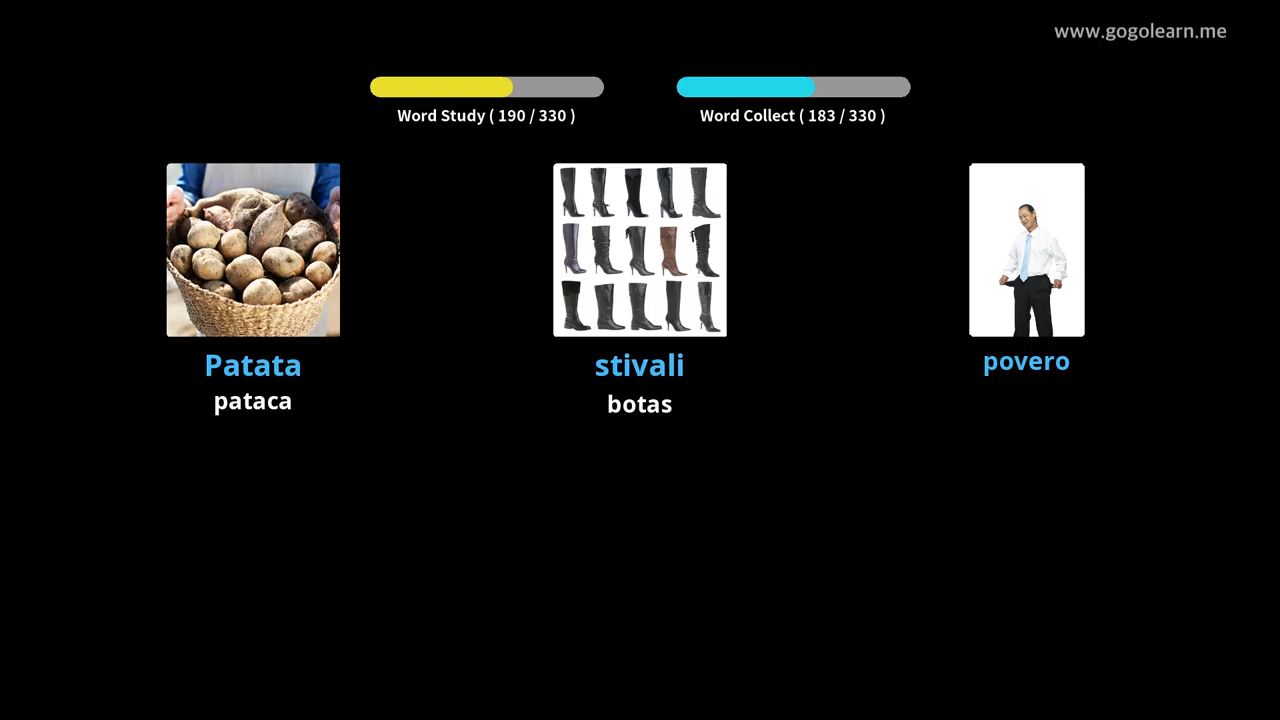 www.gogolearn.me
Word Study ( 190 / 330 )
Word Collect ( 183 / 330 )
Patata
pataca
stivali
botas
povero